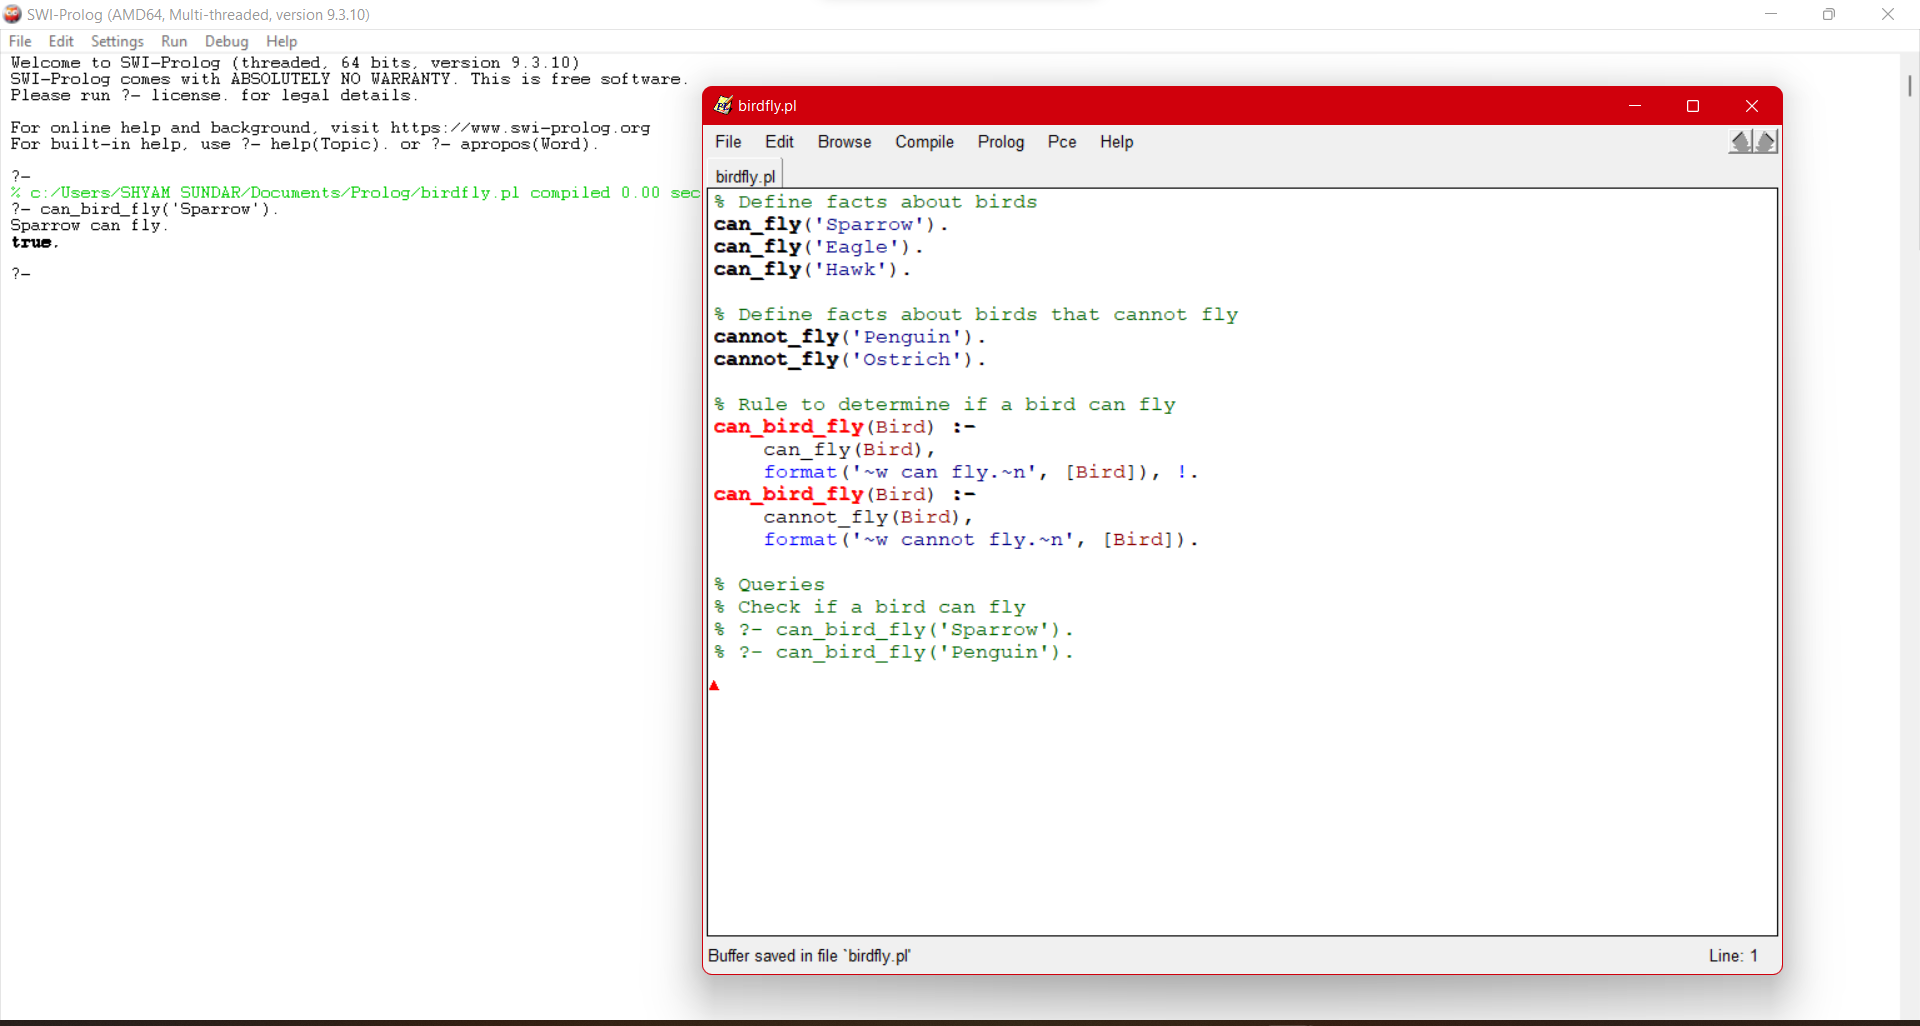 SWI-Prolog (AMD64, Multi-threaded, version 9.3.10)
File Edit Settings Run Debug Help
Welcome to SWI-Prolog (threaded, 64 bits, version 9.3.10)
SWI-Prolog comes with ABSOLUTELY NO WARRANTY. This is free software.
Please run ?- license. for legal details.
For online help and background, visit https://www.swi-prolog.org
For built-in help, use ?- help(Topic). or ?- apropos(Word).
?-
% c:/Users/SHYAM SUNDAR/Documents/Prolog/birdfly.pl compiled 0.00 sec
?- can_bird_fly('Sparrow').
Sparrow can fly.
true.
?-
birdfly.pl
File Edit Browse Compile Prolog Pce Help
birdfly.pl
% Define facts about birds
can_fly('Sparrow').
can_fly('Eagle').
can_fly('Hawk').
% Define facts about birds that cannot fly
cannot_fly('Penguin').
cannot_fly('Ostrich').
% Rule to determine if a bird can fly
can_bird_fly(Bird) :-
can_fly(Bird),
format('~w can fly.~n', [Bird]), !.
can_bird_fly(Bird) :-
cannot_fly(Bird),
format('~w cannot fly.~n', [Bird]).
% Queries
% Check if a bird can fly
% ?- can_bird_fly('Sparrow').
% ?- can_bird_fly('Penguin').
Buffer saved in file `birdfly.pl' Line: 1